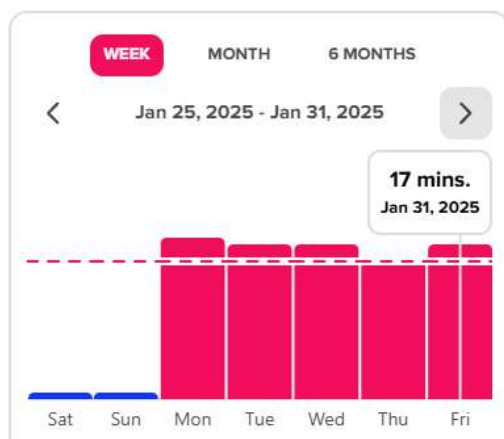 WEEK MONTH 6 MONTHS
Jan 25, 2025 - Jan 31, 2025
17 mins.
Jan 31, 2025
Sat Sun Mon Tue Wed Thu Fri